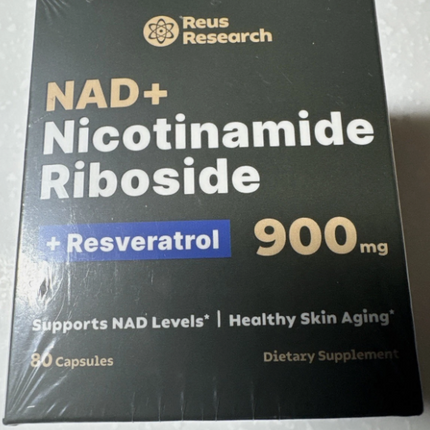 Reus
Research
NAD+
Nicotinamide
Riboside
+ Resveratrol 900mg
Supports NAD Levels* | Healthy Skin Aging*
80 Capsules Dietary Supplement